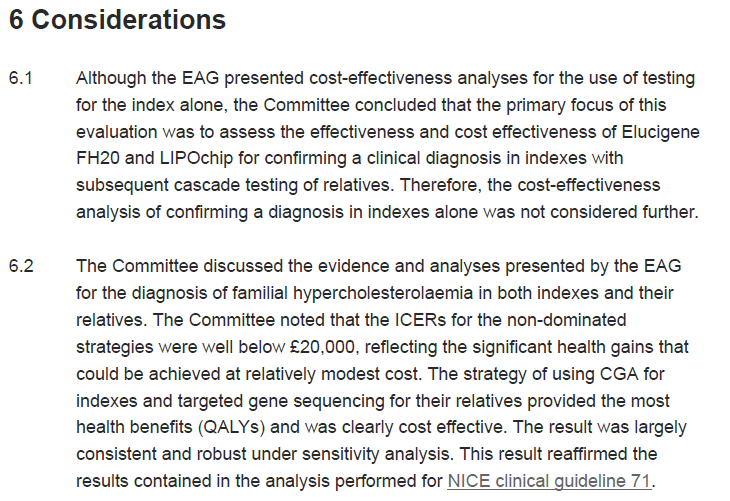 6 Considerations
6.1 Although the EAG presented cost-effectiveness analyses for the use of testing
for the index alone, the Committee concluded that the primary focus of this
evaluation was to assess the effectiveness and cost effectiveness of Elucigene
FH20 and LIPOchip for confirming a clinical diagnosis in indexes with
subsequent cascade testing of relatives. Therefore, the cost-effectiveness
analysis of confirming a diagnosis in indexes alone was not considered further.
6.2 The Committee discussed the evidence and analyses presented by the EAG
for the diagnosis of familial hypercholesterolaemia in both indexes and their
relatives. The Committee noted that the ICERs for the non-dominated
strategies were well below £20,000, reflecting the significant health gains that
could be achieved at relatively modest cost. The strategy of using CGA for
indexes and targeted gene sequencing for their relatives provided the most
health benefits (QALYs) and was clearly cost effective. The result was largely
consistent and robust under sensitivity analysis. This result reaffirmed the
results contained in the analysis performed for NICE clinical guideline 71.